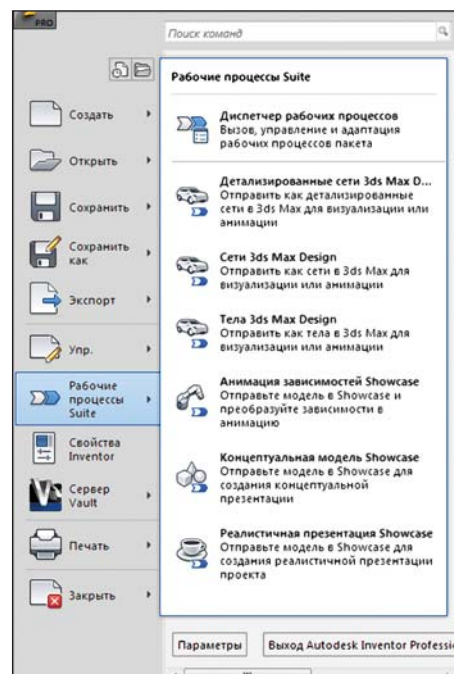 PRO
Поиск команд
Рабочие процессы Suite
Создать
Открыть
Сохранить
Сохранить
как
Экспорт
Упр.
Рабочие
процессы
Suite
Свойства
Inventor
Сервер
Vault
Печать
Закрыть
Диспетчер рабочих процессов
Вызов, управление и адаптация
рабочих процессов пакета
Детализированные сети 3ds Max D...
Отправить как детализированные
сети в 3ds Max для визуализации или
анимации
Сети 3ds Max Design
Отправить как сети в 3ds Max для
визуализации или анимации
Тела 3ds Max Design
Отправить как тела в 3ds Max для
визуализации или анимации
Анимация зависимостей Showcase
Отправьте модель в Showcase и
преобразуйте зависимости в
анимацию
Концептуальная модель Showcase
Отправьте модель в Showcase для
создания концептуальной
презентации
Реалистичная презентация Showcase
Отправьте модель в Showcase для
создания реалистичной презентации
проекта
Параметры
Выход Autodesk Inventor Professi